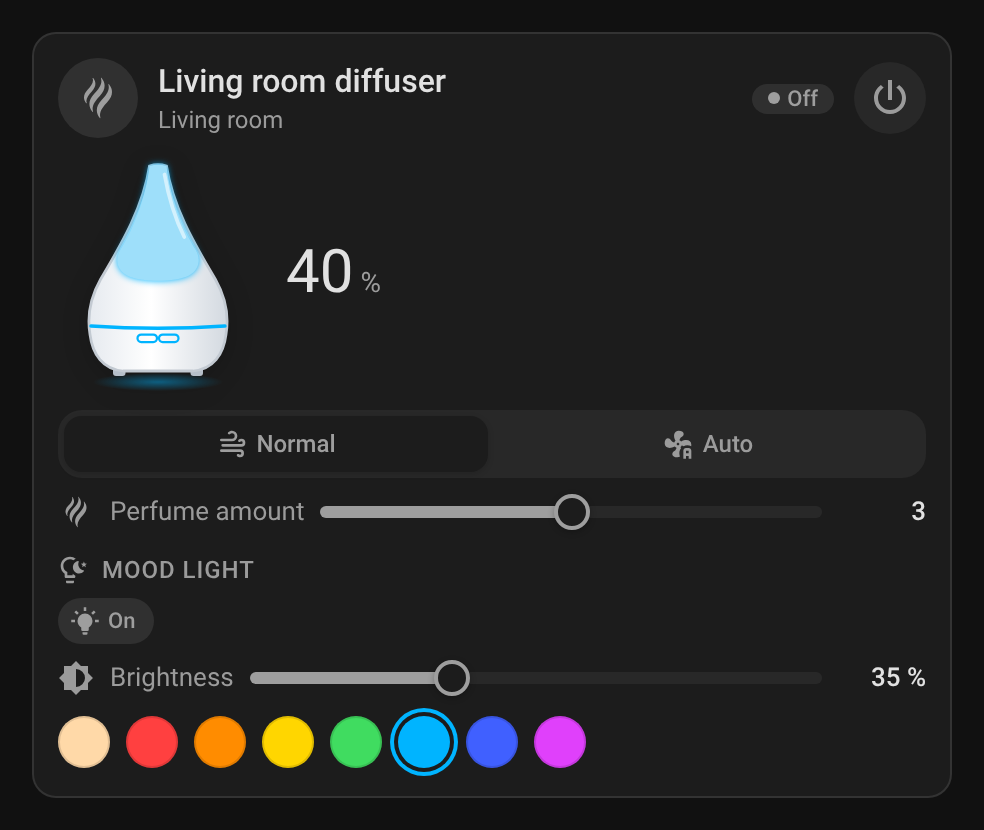 Living room diffuser
Living room
Off
40 %
Normal
Auto
Perfume amount
3
MOOD LIGHT
On
Brightness
35 %